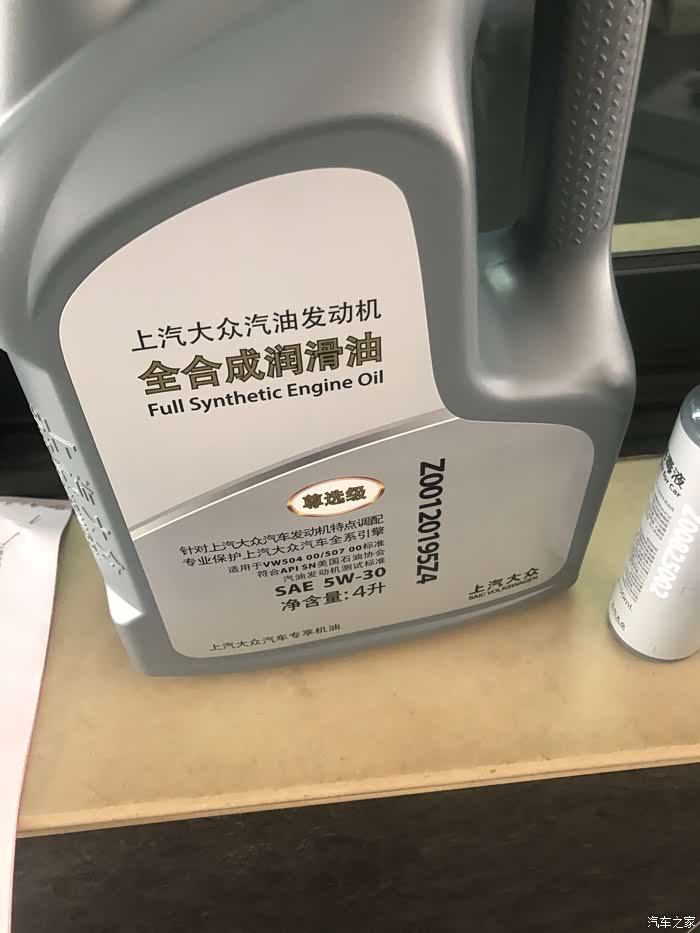 上汽大众汽油发动机
全合成润滑油
Full Synthetic Engine Oil
尊选级
针对上汽大众汽车发动机特点调配
专业保护上汽大众汽车全系引擎
适用于VW504 00/507 00标准
符合API SN美国石油协会
汽油发动机测试标准
SAE 5W-30
净含量:4升
上汽大众汽车专享机油
Z00120195Z4
上汽大众
SAIC VOLKSWAGEN
液
for Car
汽车之家